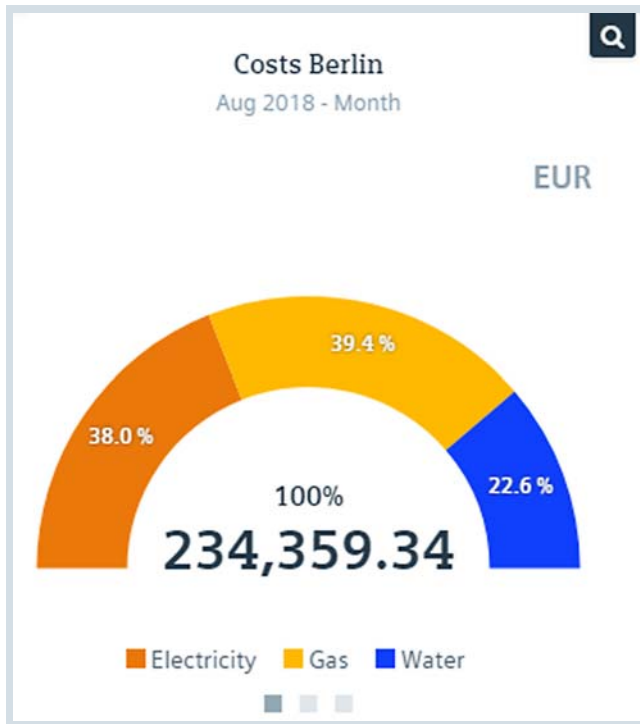 Costs Berlin
Aug 2018 - Month
EUR
39.4 %
38.0 %
22.6 %
100%
234,359.34
Electricity Gas Water